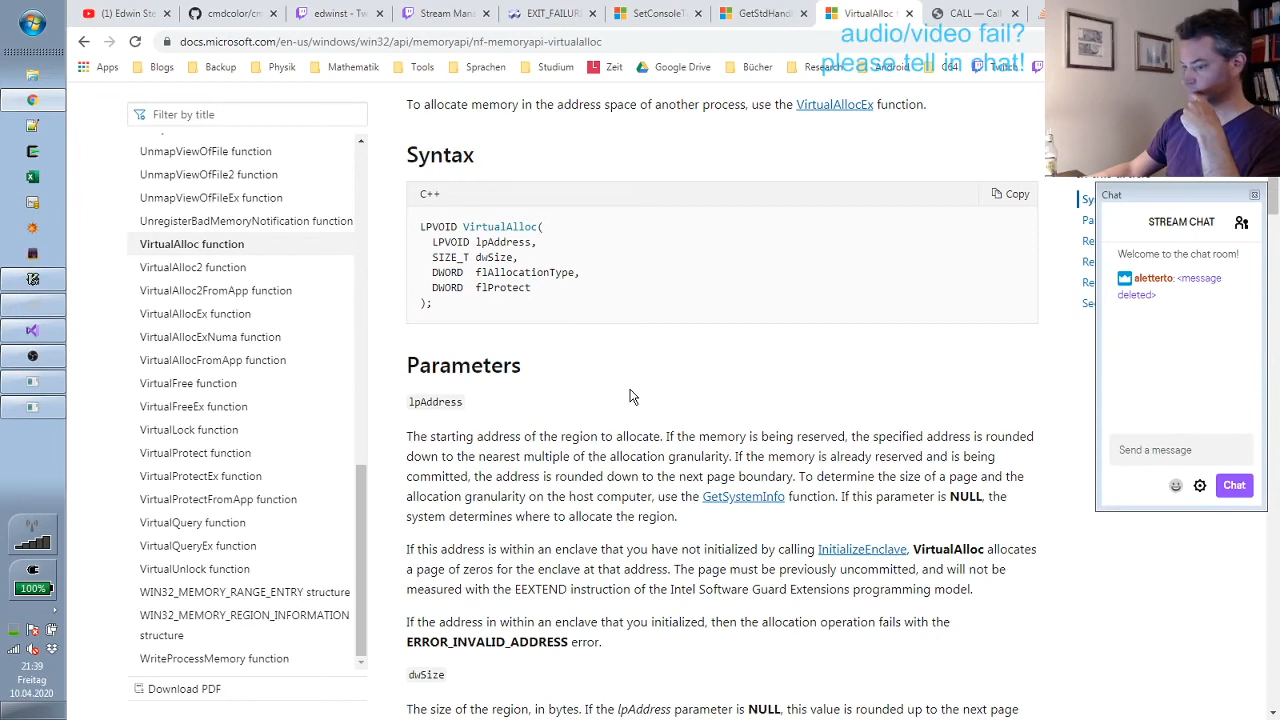 (1) Edwin Ste
cmdcolor/cm
edwinst - Tw
Stream Man
EXIT_FAILURE
SetConsoleT
GetStdHand
VirtualAlloc f
CALL — Call
docs.microsoft.com/en-us/windows/win32/api/memoryapi/nf-memoryapi-virtualalloc
audio/video fail?
please tell in chat!
Apps
Blogs
Physik
Mathematik
Tools
Sprachen
Studium
Zeit
Google Drive
Bücher
Android
C64
Filter by title
UnmapViewOfFile function
UnmapViewOfFile2 function
UnmapViewOfFileEx function
UnregisterBadMemoryNotification function
VirtualAlloc function
VirtualAlloc2 function
VirtualAlloc2FromApp function
VirtualAllocEx function
VirtualAllocExNuma function
VirtualAllocFromApp function
VirtualFree function
VirtualFreeEx function
VirtualLock function
VirtualProtect function
VirtualProtectEx function
VirtualProtectFromApp function
VirtualQuery function
VirtualQueryEx function
VirtualUnlock function
WIN32_MEMORY_RANGE_ENTRY structure
WIN32_MEMORY_REGION_INFORMATION
structure
WriteProcessMemory function
Download PDF
To allocate memory in the address space of another process, use the VirtualAllocEx function.
Syntax
C++
Copy
LPVOID VirtualAlloc(
LPVOID lpAddress,
SIZE_T dwSize,
DWORD flAllocationType,
DWORD flProtect
);
Parameters
lpAddress
The starting address of the region to allocate. If the memory is being reserved, the specified address is rounded
down to the nearest multiple of the allocation granularity. If the memory is already reserved and is being
committed, the address is rounded down to the next page boundary. To determine the size of a page and the
allocation granularity on the host computer, use the GetSystemInfo function. If this parameter is NULL, the
system determines where to allocate the region.
If this address is within an enclave that you have not initialized by calling InitializeEnclave, VirtualAlloc allocates
a page of zeros for the enclave at that address. The page must be previously uncommitted, and will not be
measured with the EEXTEND instruction of the Intel Software Guard Extensions programming model.
If the address in within an enclave that you initialized, then the allocation operation fails with the
ERROR_INVALID_ADDRESS error.
dwSize
The size of the region, in bytes. If the lpAddress parameter is NULL, this value is rounded up to the next page
Sy
Pa
Re
Re
Re
Se
Chat
STREAM CHAT
Welcome to the chat room!
aletterto: <message
deleted>
Send a message
Chat
100%
21:39
Freitag
10.04.2020